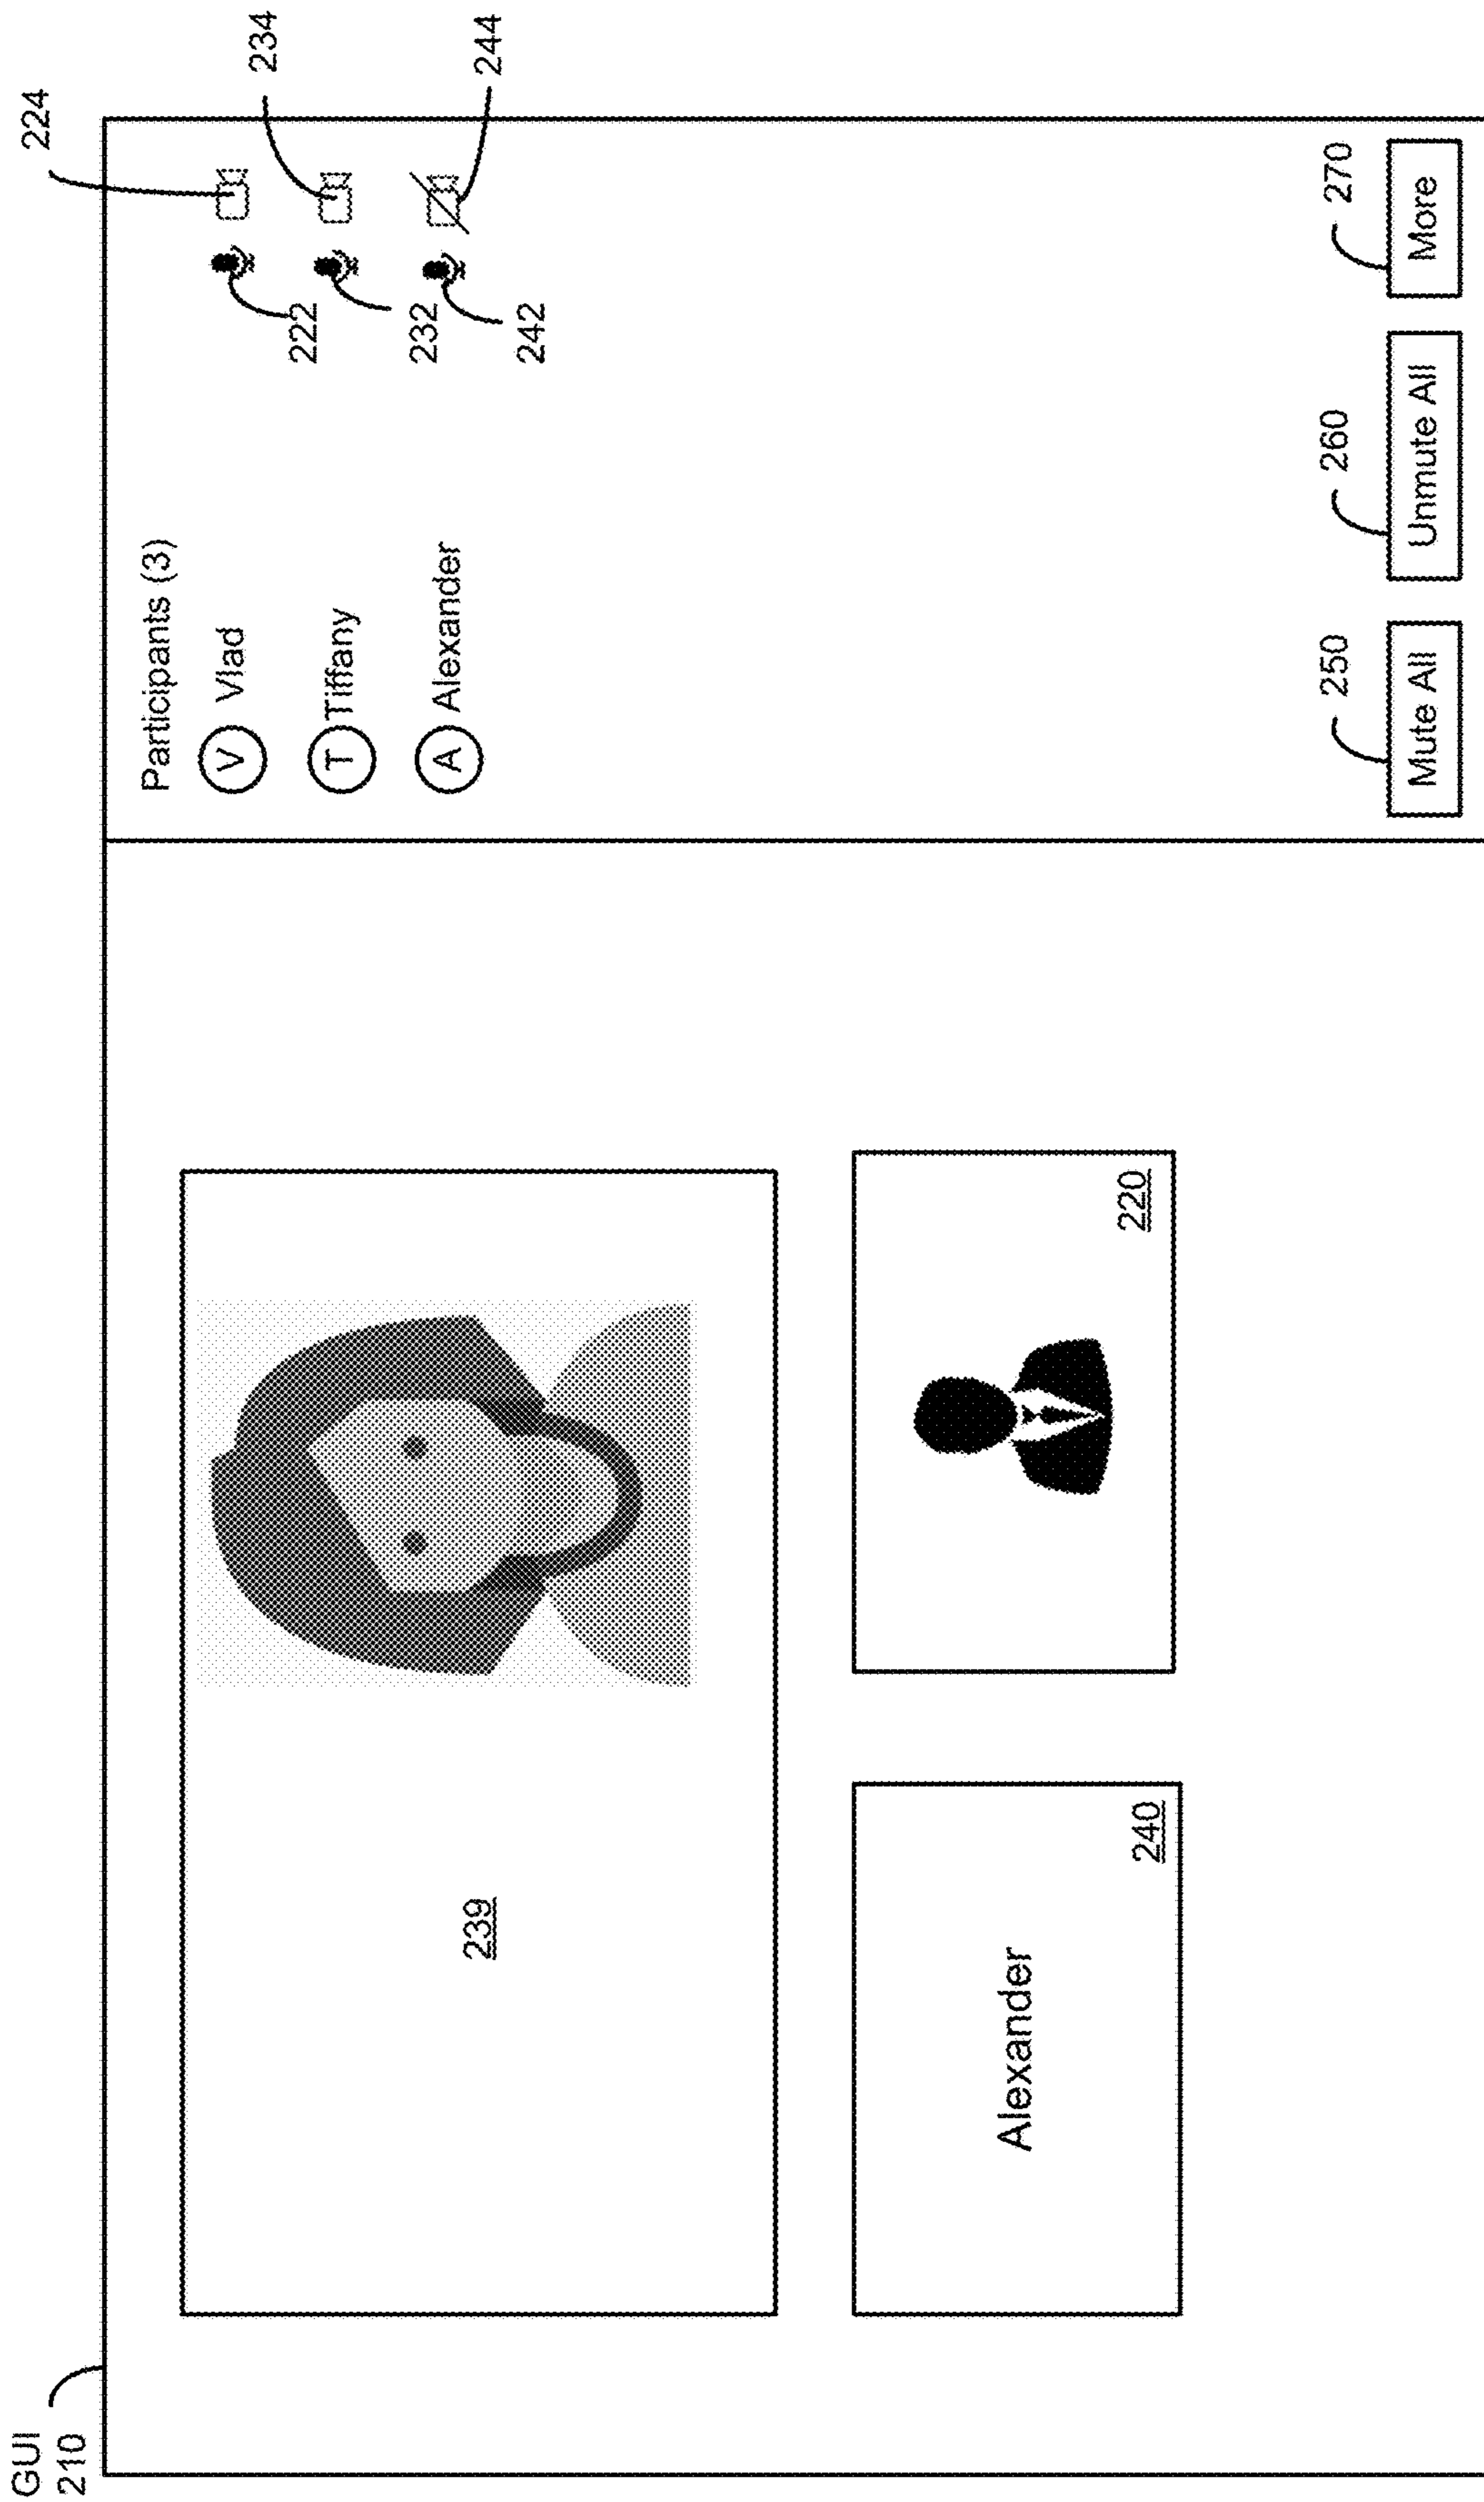 GUI
210
224
234
244
Participants (3)
V Vlad
T Tiffany
A Alexander
222
232
242
239
Alexander
240
220
250
260
270
Mute All
Unmute All
More